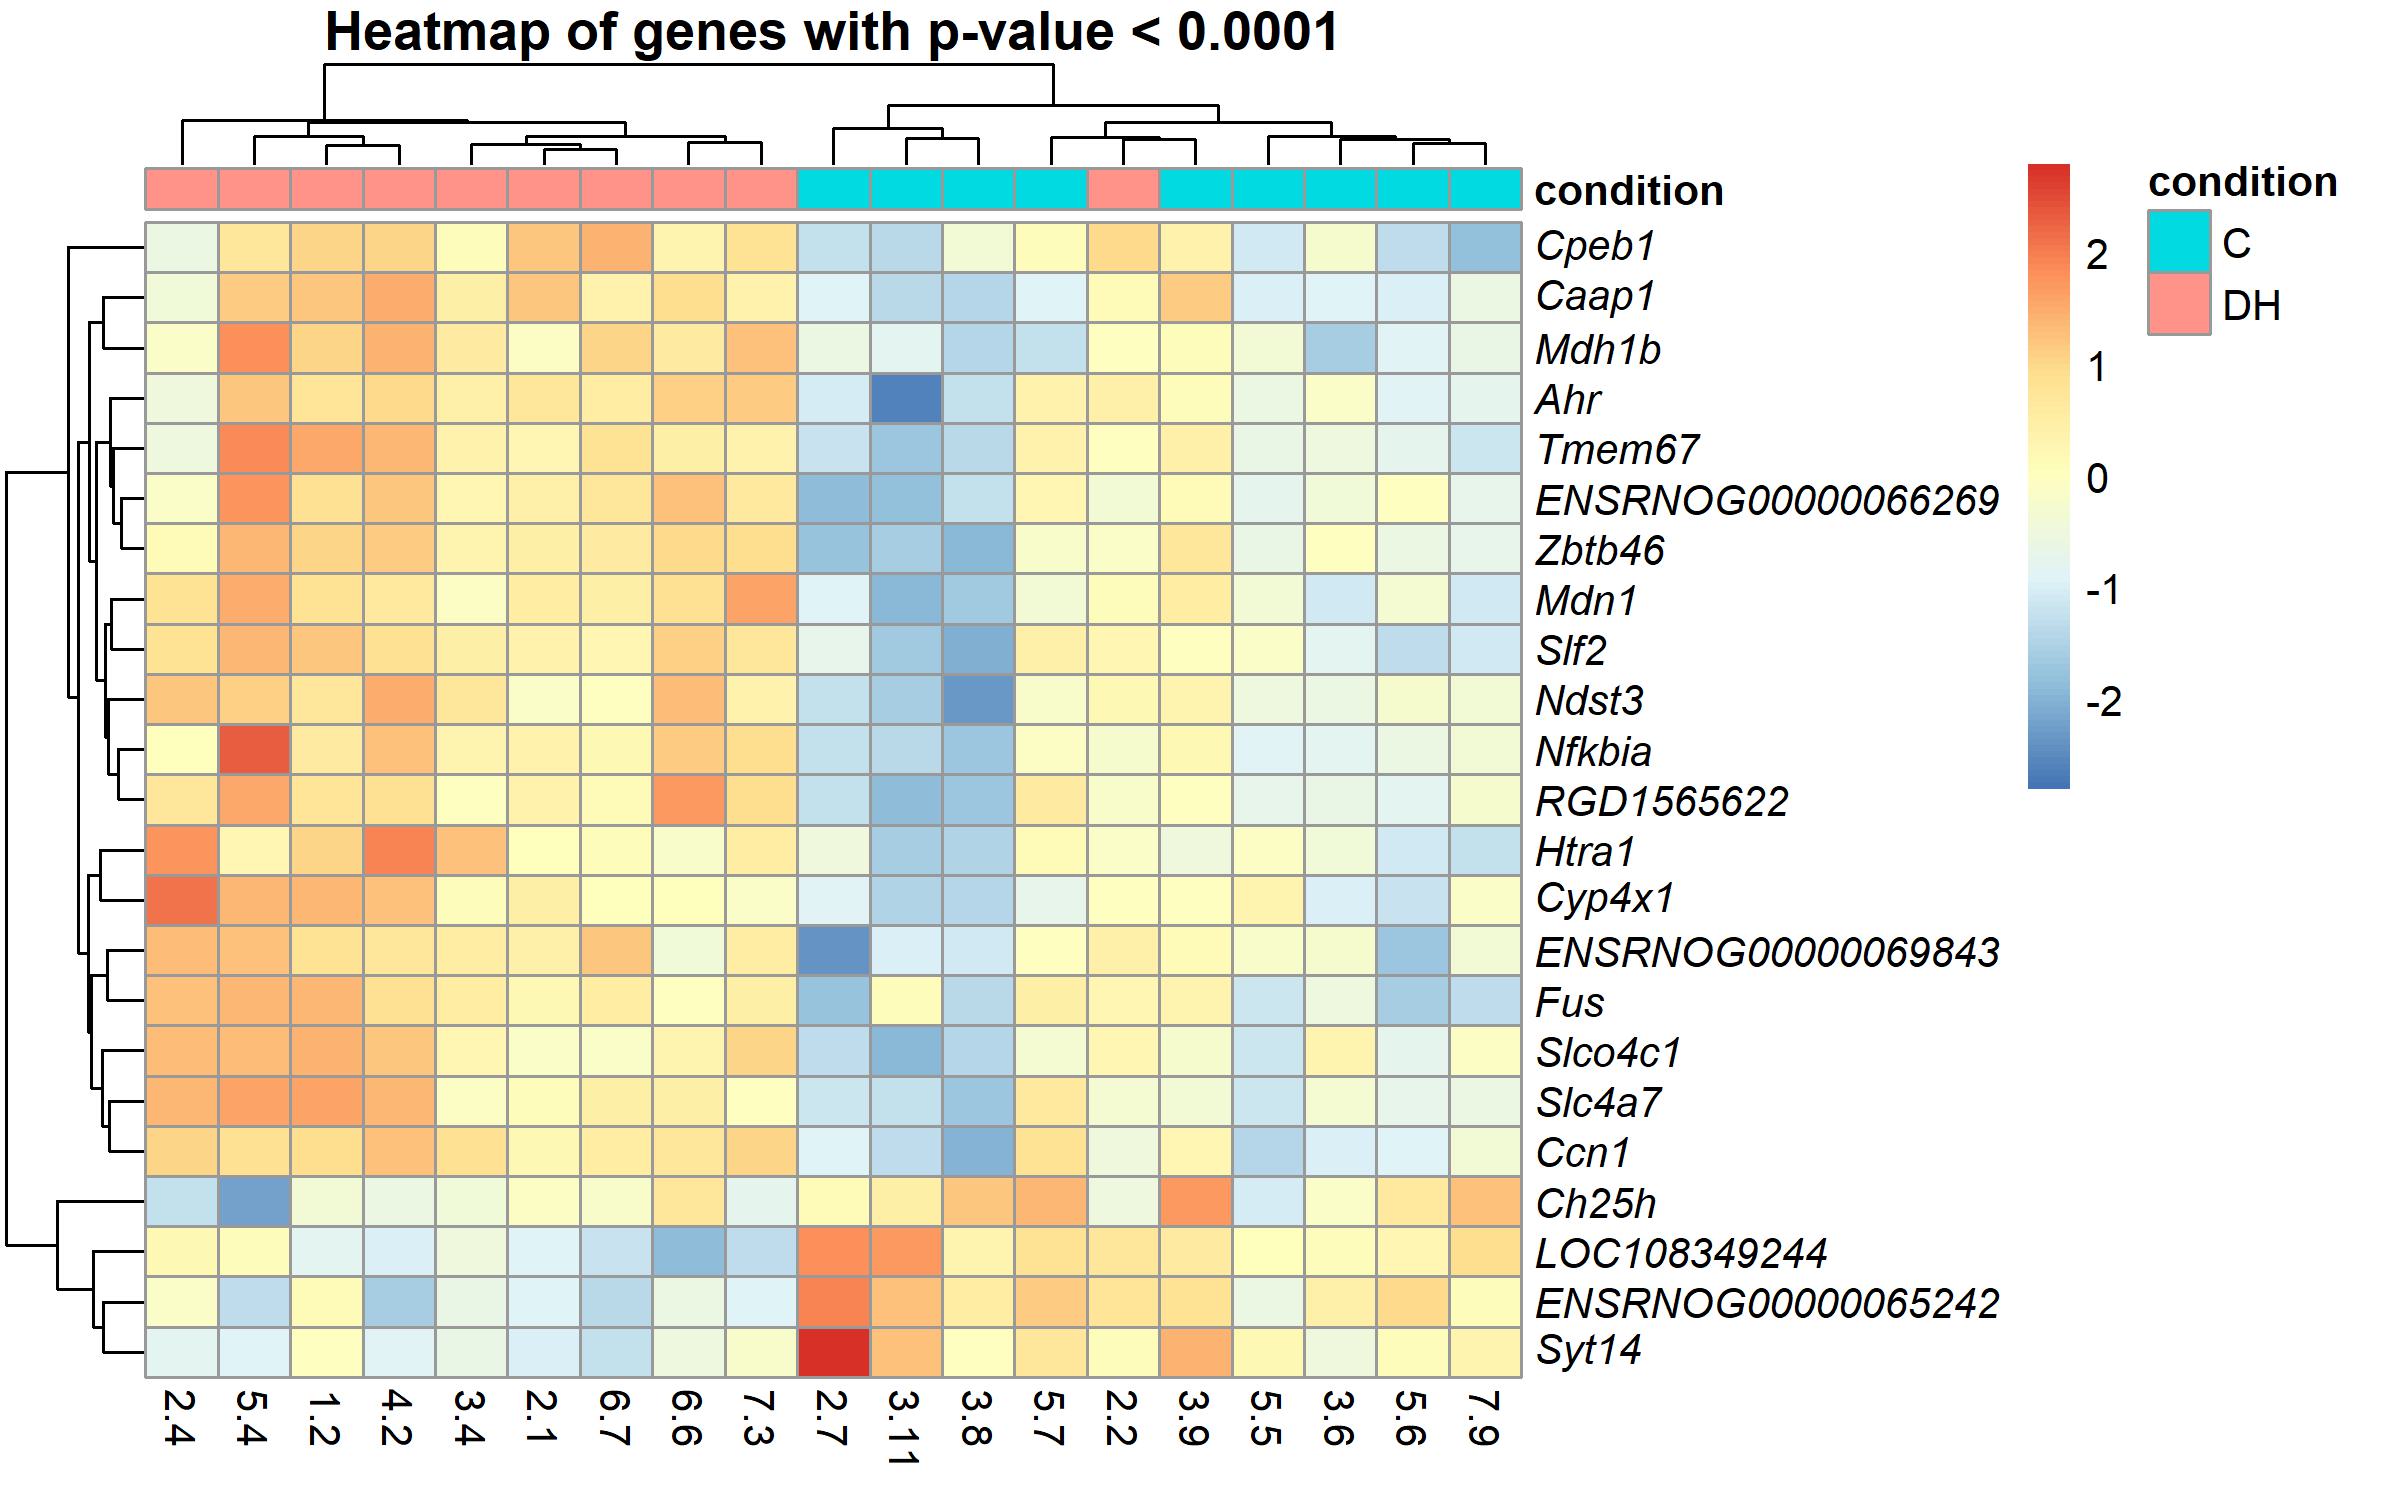 Heatmap of genes with p-value < 0.0001
condition
Cpeb1
Caap1
Mdh1b
Ahr
Tmem67
ENSRNOG00000066269
Zbtb46
Mdn1
Slf2
Ndst3
Nfkbia
RGD1565622
Htra1
Cyp4x1
ENSRNOG00000069843
Fus
Slco4c1
Slc4a7
Ccn1
Ch25h
LOC108349244
ENSRNOG00000065242
Syt14
2.4 5.4 1.2 4.2 3.4 2.1 6.7 6.6 7.3 2.7 3.11 3.8 5.7 2.2 3.9 5.5 3.6 5.6 7.9
2
1
0
-1
-2
condition
C
DH